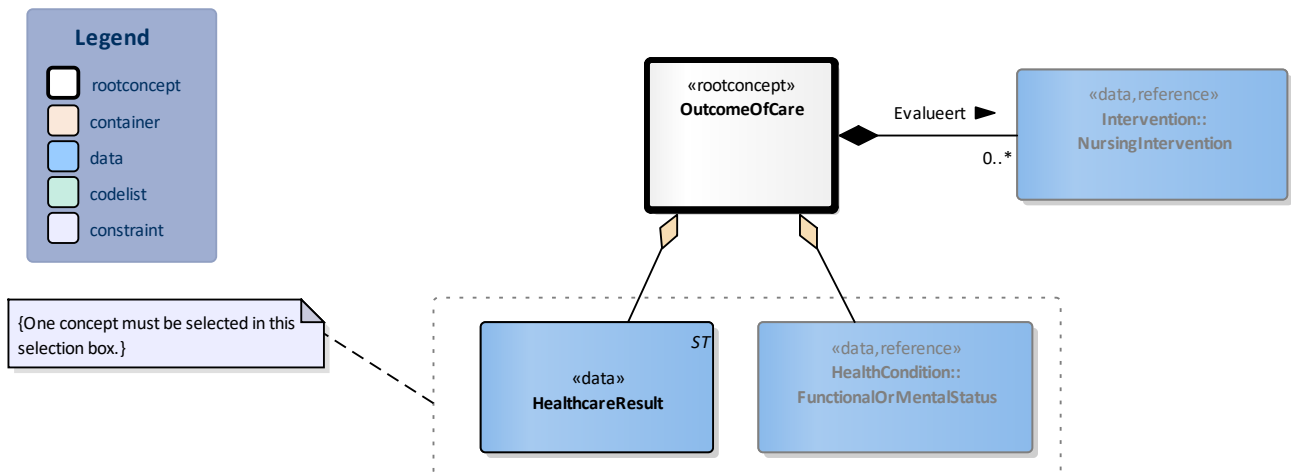 Legend
rootconcept
container
data
codelist
constraint
«rootconcept»
OutcomeOfCare
Evalueert
0..*
«data,reference»
Intervention::
NursingIntervention
{One concept must be selected in this
selection box.}
ST
«data»
HealthcareResult
«data,reference»
HealthCondition::
FunctionalOrMentalStatus